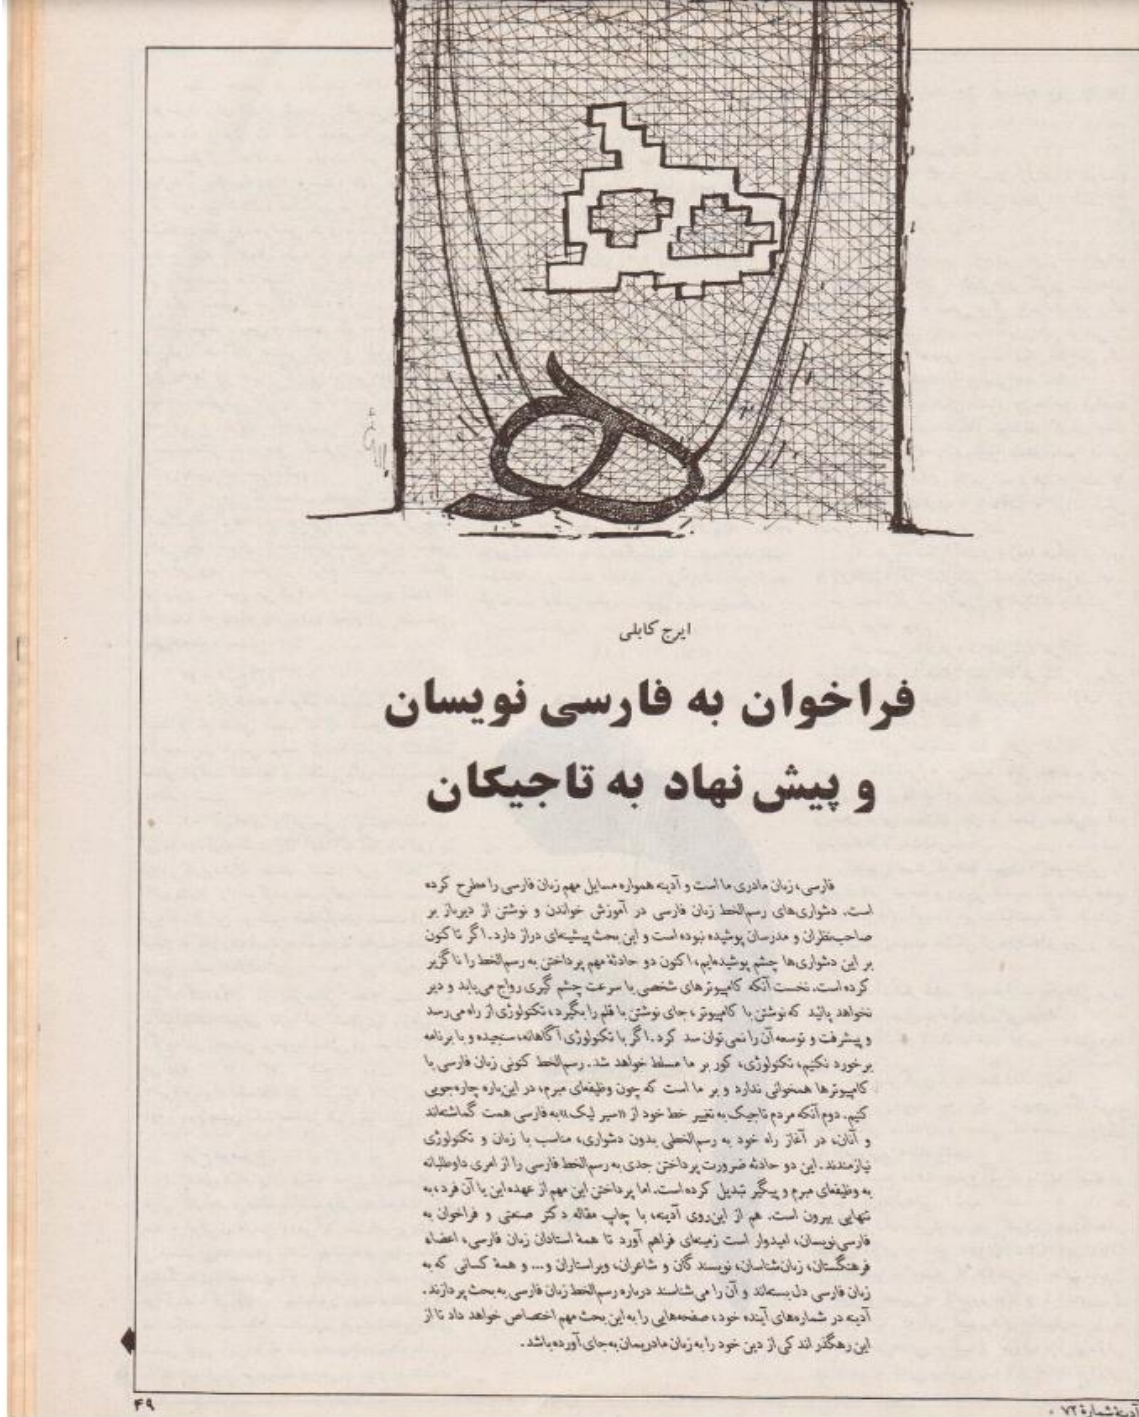 ایرج کابلی
فراخوان به فارسی نویسان
و پیش نهاد به تاجیکان
فارسی، زبان مادری ما است و آدینه همواره مسایل مهم زبان فارسی را مطرح کرده
است. دشواری‌های رسم‌الخط زبان فارسی در آموزش خواندن و نوشتن از دیرباز بر
صاحب‌نظران و مدرسان پوشیده نبوده است و این بحث پیشینه‌ای دراز دارد. اگر تاکنون
بر این دشواری‌ها چشم پوشیده‌ایم، اکنون دو حادثهٔ مهم پرداختن به رسم‌الخط را ناگزیر
کرده است. نخست آنکه کامپیوترهای شخصی با سرعت چشم گیری رواج می‌یابد و دیر
نخواهد پائید که نوشتن با کامپیوتر، جای نوشتن با قلم را بگیرد، تکنولوژی از راه می‌رسد
و پیشرفت و توسعه آن را نمی‌توان سد کرد. اگر با تکنولوژی آگاهانه، سنجیده و با برنامه
برخورد نکنیم، تکنولوژی، کور بر ما مسلط خواهد شد. رسم‌الخط کنونی زبان فارسی با
کامپیوترها همخوانی ندارد و بر ما است که چون وظیفه‌ای مبرم، در این‌باره چاره‌جویی
کنیم. دوم آنکه مردم تاجیک به تغییر خط خود از «سیر لیک» به فارسی همت گماشته‌اند
و آنان، در آغاز راه خود به رسم‌الخطی بدون دشواری، مناسب با زبان و تکنولوژی
نیازمندند. این دو حادثه ضرورت پرداختن جدی به رسم‌الخط فارسی را از امری داوطلبانه
به وظیفه‌ای مبرم و پیگیر تبدیل کرده است. اما پرداختن این مهم از عهده این یا آن فرد، به
تنهایی بیرون است. هم از این‌روی آدینه، با چاپ مقاله دکتر صنعتی و فراخوان به
فارسی‌نویسان، امیدوار است زمینه‌ای فراهم آورد تا همهٔ استادان زبان فارسی، اعضاء
فرهنگستان، زبان‌شناسان، نویسند گان و شاعران، ویراستاران و... و همهٔ کسانی که به
زبان فارسی دل بسته‌اند و آن را می‌شناسند درباره رسم‌الخط زبان فارسی به بحث پردازند.
آدینه در شماره‌های آینده خود، صفحه‌هایی را به این بحث مهم اختصاص خواهد داد تا از
این رهگذر اند کی از دین خود را به زبان مادریمان به‌جای آورده باشد.
۴۹
آدینه شمارهٔ ۷۲